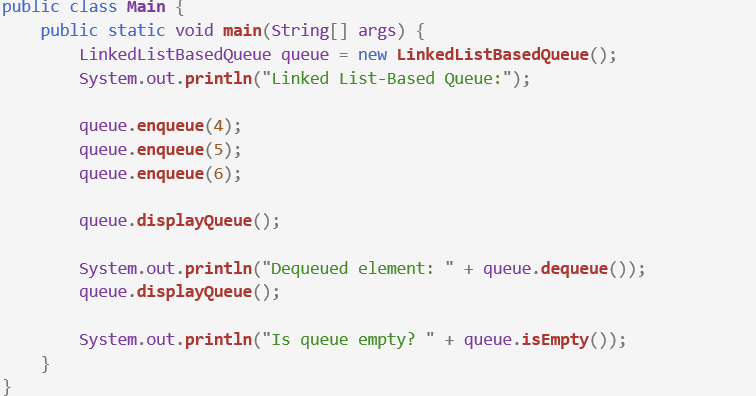 public class Main {
    public static void main(String[] args) {
        LinkedListBasedQueue queue = new LinkedListBasedQueue();
        System.out.println("Linked List-Based Queue:");
        queue.enqueue(4);
        queue.enqueue(5);
        queue.enqueue(6);
        queue.displayQueue();
        System.out.println("Dequeued element: " + queue.dequeue());
        queue.displayQueue();
        System.out.println("Is queue empty? " + queue.isEmpty());
    }
}